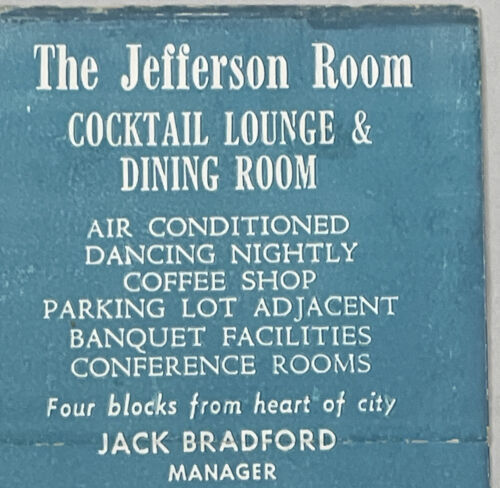 The Jefferson Room
COCKTAIL LOUNGE &
DINING ROOM
AIR CONDITIONED
DANCING NIGHTLY
COFFEE SHOP
PARKING LOT ADJACENT
BANQUET FACILITIES
CONFERENCE ROOMS
Four blocks from heart of city
JACK BRADFORD
MANAGER